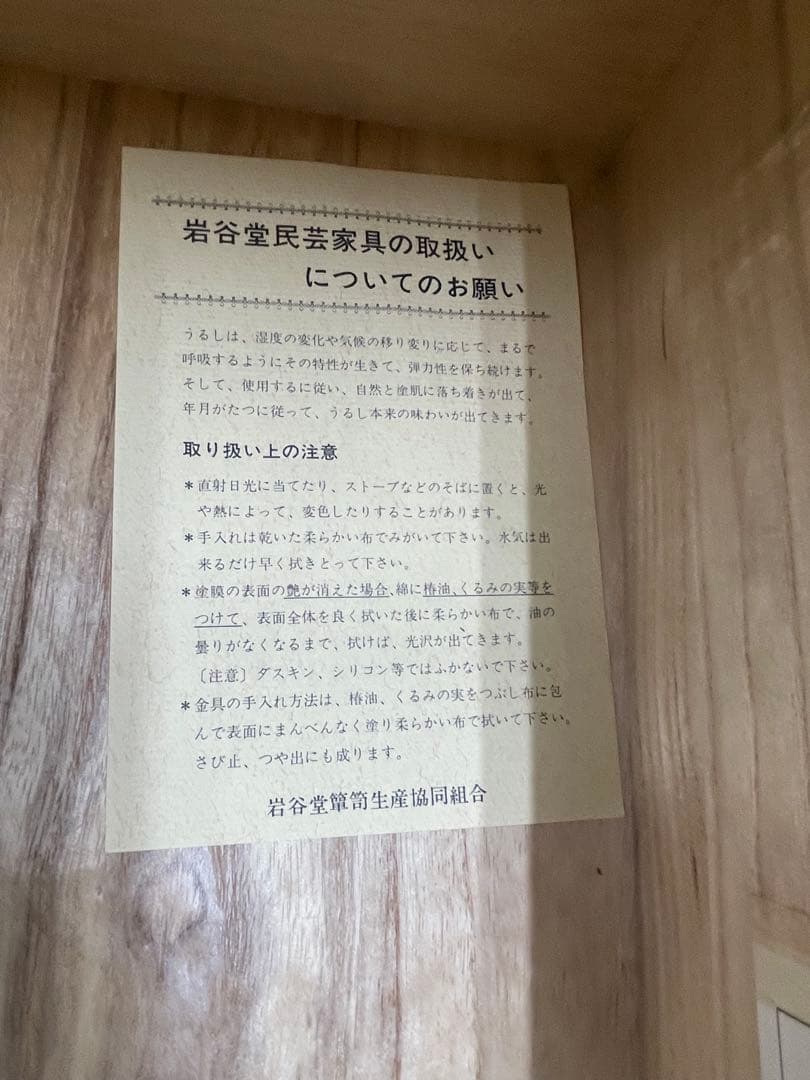 岩谷堂民芸家具の取扱い
についてのお願い
うるしは、湿度の変化や気候の移り変りに応じて、まるで
呼吸するようにその特性が生きて、弾力性を保ち続けます。
そして、使用するに従い、自然と塗肌に落ち着きが出て、
年月がたつに従って、うるし本来の味わいが出てきます。
取り扱い上の注意
＊直射日光に当てたり、ストーブなどのそばに置くと、光
や熱によって、変色したりすることがあります。
＊手入れは乾いた柔らかい布でみがいて下さい。水気は出
来るだけ早く拭きとって下さい。
＊塗膜の表面の艶が消えた場合、綿に椿油、くるみの実等を
つけて、表面全体を良く拭いた後に柔らかい布で、油の
曇りがなくなるまで、拭けば、光沢が出てきます。
〔注意〕ダスキン、シリコン等ではふかないで下さい。
＊金具の手入れ方法は、椿油、くるみの実をつぶし布に包
んで表面にまんべんなく塗り柔らかい布で拭いて下さい。
さび止、つや出にも成ります。
岩谷堂簞笥生産協同組合